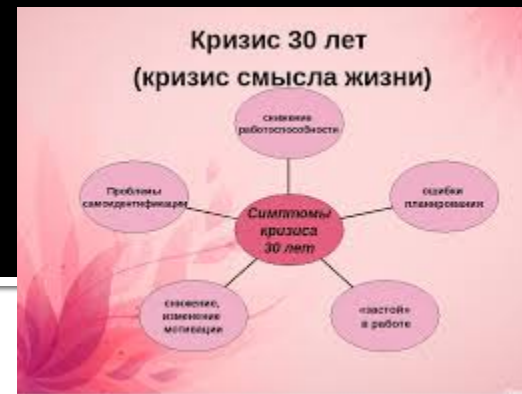 Кризис 30 лет
(кризис смысла жизни)
снижение
работоспособности
Проблемы
самоидентификации
ошибки
планирования
Симптомы
кризиса
30 лет
снижение,
изменение
мотивации
«застой»
в работе